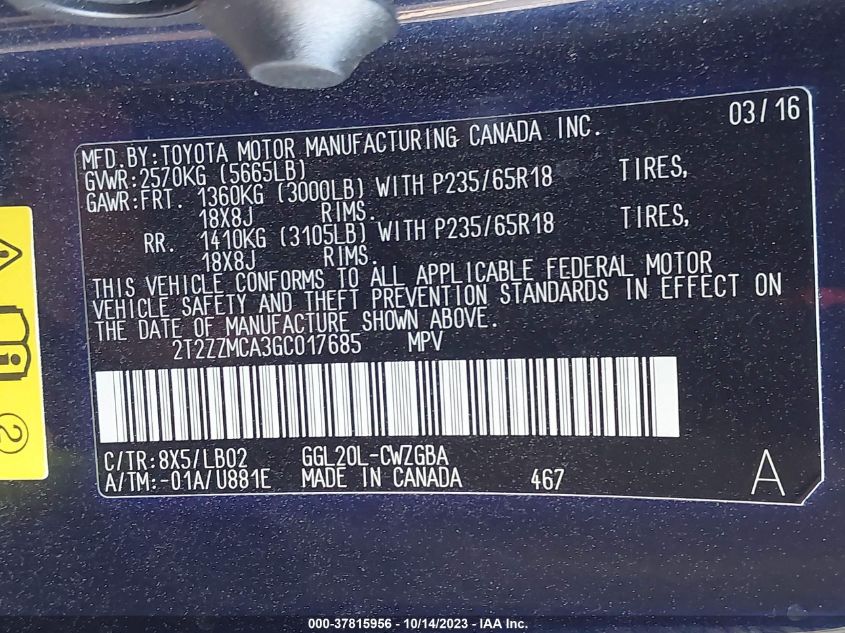 03/16
MFD.BY:TOYOTA MOTOR MANUFACTURING CANADA INC.
GVWR:2570KG (5665LB)
GAWR:FRT. 1360KG (3000LB) WITH P235/65R18 TIRES,
18X8J RIMS.
RR. 1410KG (3105LB) WITH P235/65R18 TIRES,
18X8J RIMS.
THIS VEHICLE CONFORMS TO ALL APPLICABLE FEDERAL MOTOR
VEHICLE SAFETY AND THEFT PREVENTION STANDARDS IN EFFECT ON
THE DATE OF MANUFACTURE SHOWN ABOVE.
2T2ZZMCA3GC017685 MPV
C/TR:8X5/LB02 GGL20L-CWZGBA
A/TM:-01A/U881E MADE IN CANADA 467 A
2
000-37815956 - 10/14/2023 - IAA Inc.